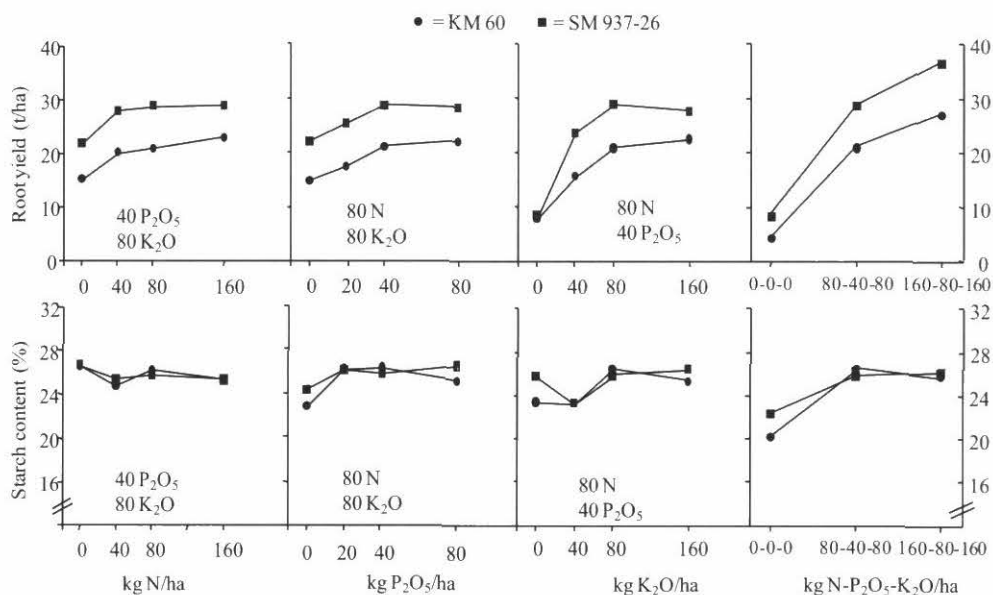 ● = KM 60 ■ = SM 937-26
Root yield (t/ha)
40
30
20
10
0
40 P₂O₅
80 K₂O
0 40 80 160
80 N
80 K₂O
0 20 40 80
80 N
40 P₂O₅
0 40 80 160
40
30
20
10
0
0-0-0 80-40-80 160-80-160
Starch content (%)
32
28
24
20
16
40 P₂O₅
80 K₂O
0 40 80 160
kg N/ha
80 N
80 K₂O
0 20 40 80
kg P₂O₅/ha
80 N
40 P₂O₅
0 40 80 160
kg K₂O/ha
32
28
24
20
16
0-0-0 80-40-80 160-80-160
kg N-P₂O₅-K₂O/ha